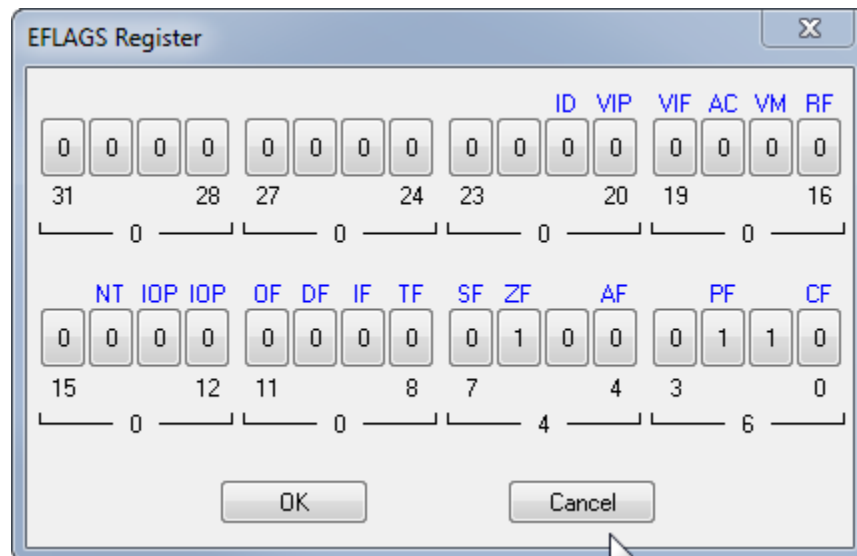 EFLAGS Register
ID VIP VIF AC VM RF
0 0 0 0 0 0 0 0 0 0 0 0 0 0 0 0
31 28 27 24 23 20 19 16
0 0 0 0
NT IOP IOP OF DF IF TF SF ZF AF PF CF
0 0 0 0 0 0 0 0 0 1 0 0 0 1 1 0
15 12 11 8 7 4 3 0
0 0 4 6
OK Cancel